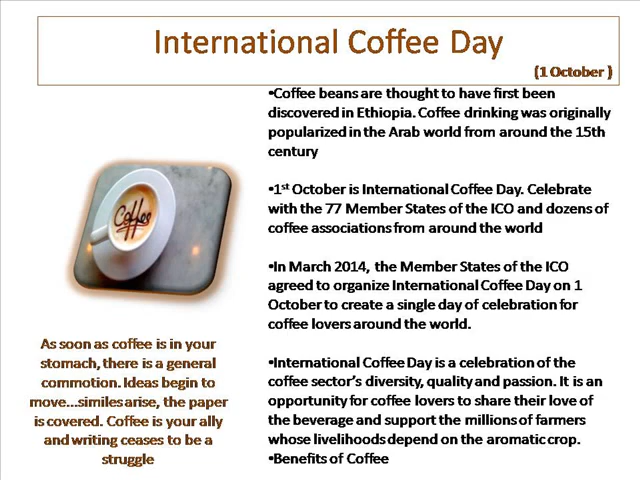 International Coffee Day
(1 October )
•Coffee beans are thought to have first been
discovered in Ethiopia. Coffee drinking was originally
popularized in the Arab world from around the 15th
century
•1st October is International Coffee Day. Celebrate
with the 77 Member States of the ICO and dozens of
coffee associations from around the world
•In March 2014, the Member States of the ICO
agreed to organize International Coffee Day on 1
October to create a single day of celebration for
coffee lovers around the world.
•International Coffee Day is a celebration of the
coffee sector's diversity, quality and passion. It is an
opportunity for coffee lovers to share their love of
the beverage and support the millions of farmers
whose livelihoods depend on the aromatic crop.
•Benefits of Coffee
Coffee
As soon as coffee is in your
stomach, there is a general
commotion. Ideas begin to
move...similes arise, the paper
is covered. Coffee is your ally
and writing ceases to be a
struggle